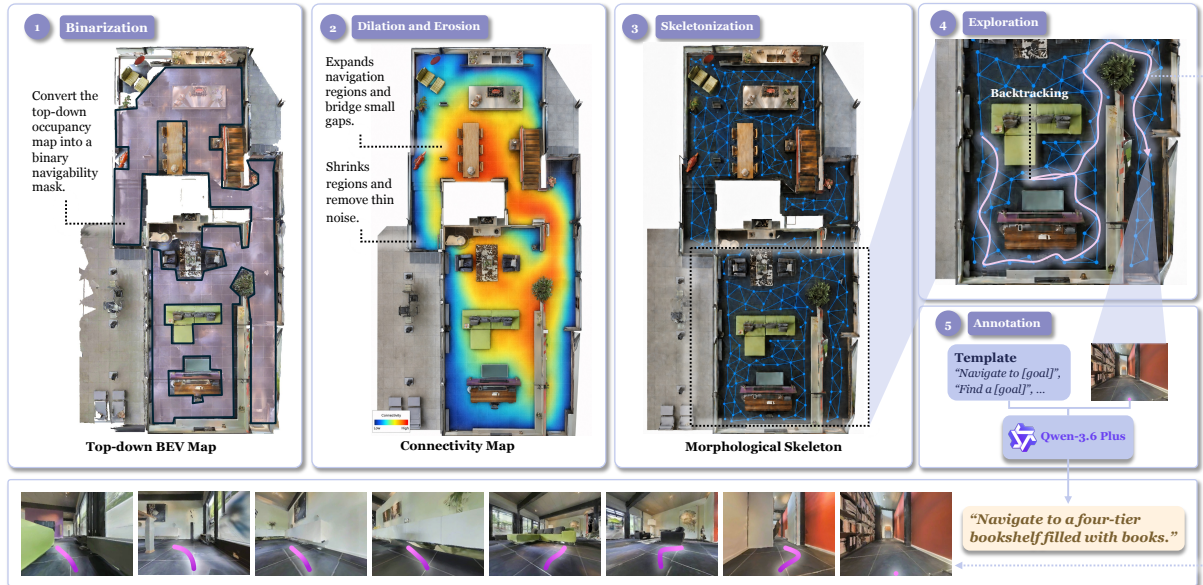 1 Binarization
Convert the
top-down
occupancy
map into a
binary
navigability
mask.
Top-down BEV Map
2 Dilation and Erosion
Expands
navigation
regions and
bridge small
gaps.
Shrinks
regions and
remove thin
noise.
Connectivity
Low High
Connectivity Map
3 Skeletonization
Morphological Skeleton
4 Exploration
Backtracking
5 Annotation
Template
“Navigate to [goal]”,
“Find a [goal]”, ...
Qwen-3.6 Plus
“Navigate to a four-tier
bookshelf filled with books.”